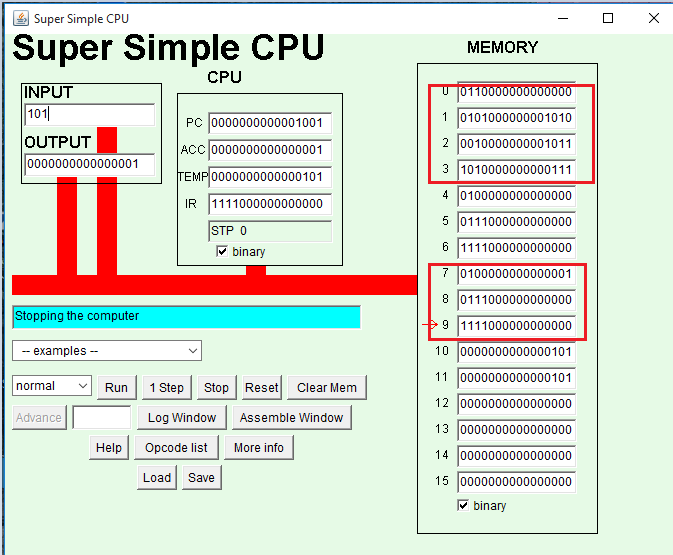 Super Simple CPU
Super Simple CPU
INPUT
101
OUTPUT
0000000000000001
CPU
PC 0000000000001001
ACC 0000000000000001
TEMP 0000000000000101
IR 1111000000000000
STP 0
binary
Stopping the computer
-- examples --
normal Run 1 Step Stop Reset Clear Mem
Advance Log Window Assemble Window
Help Opcode list More info
Load Save
MEMORY
0 0110000000000000
1 0101000000001010
2 0010000000001011
3 1010000000000111
4 0100000000000000
5 0111000000000000
6 1111000000000000
7 0100000000000001
8 0111000000000000
9 1111000000000000
10 0000000000000101
11 0000000000000101
12 0000000000000000
13 0000000000000000
14 0000000000000000
15 0000000000000000
binary